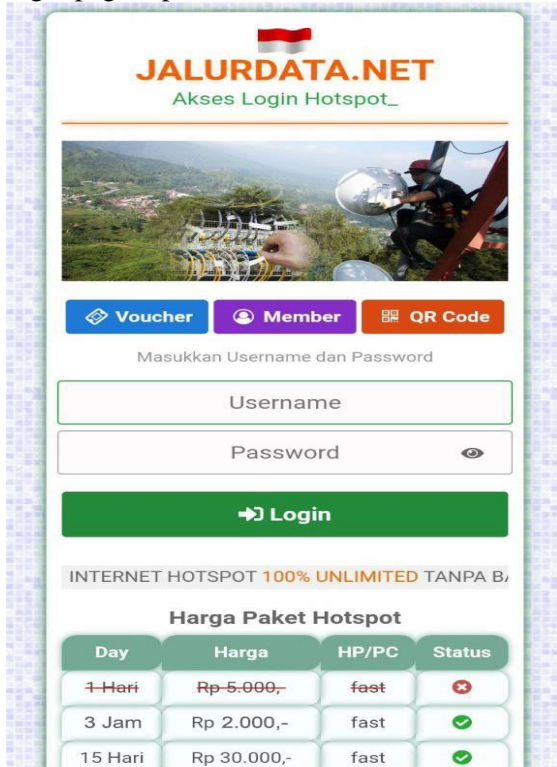 JALURDATA.NET
Akses Login Hotspot_
Voucher Member QR Code
Masukkan Username dan Password
Username
Password
Login
INTERNET HOTSPOT 100% UNLIMITED TANPA
Harga Paket Hotspot
Day Harga HP/PC Status
1 Hari Rp 5.000,- fast
3 Jam Rp 2.000,- fast
15 Hari Rp 30.000,- fast